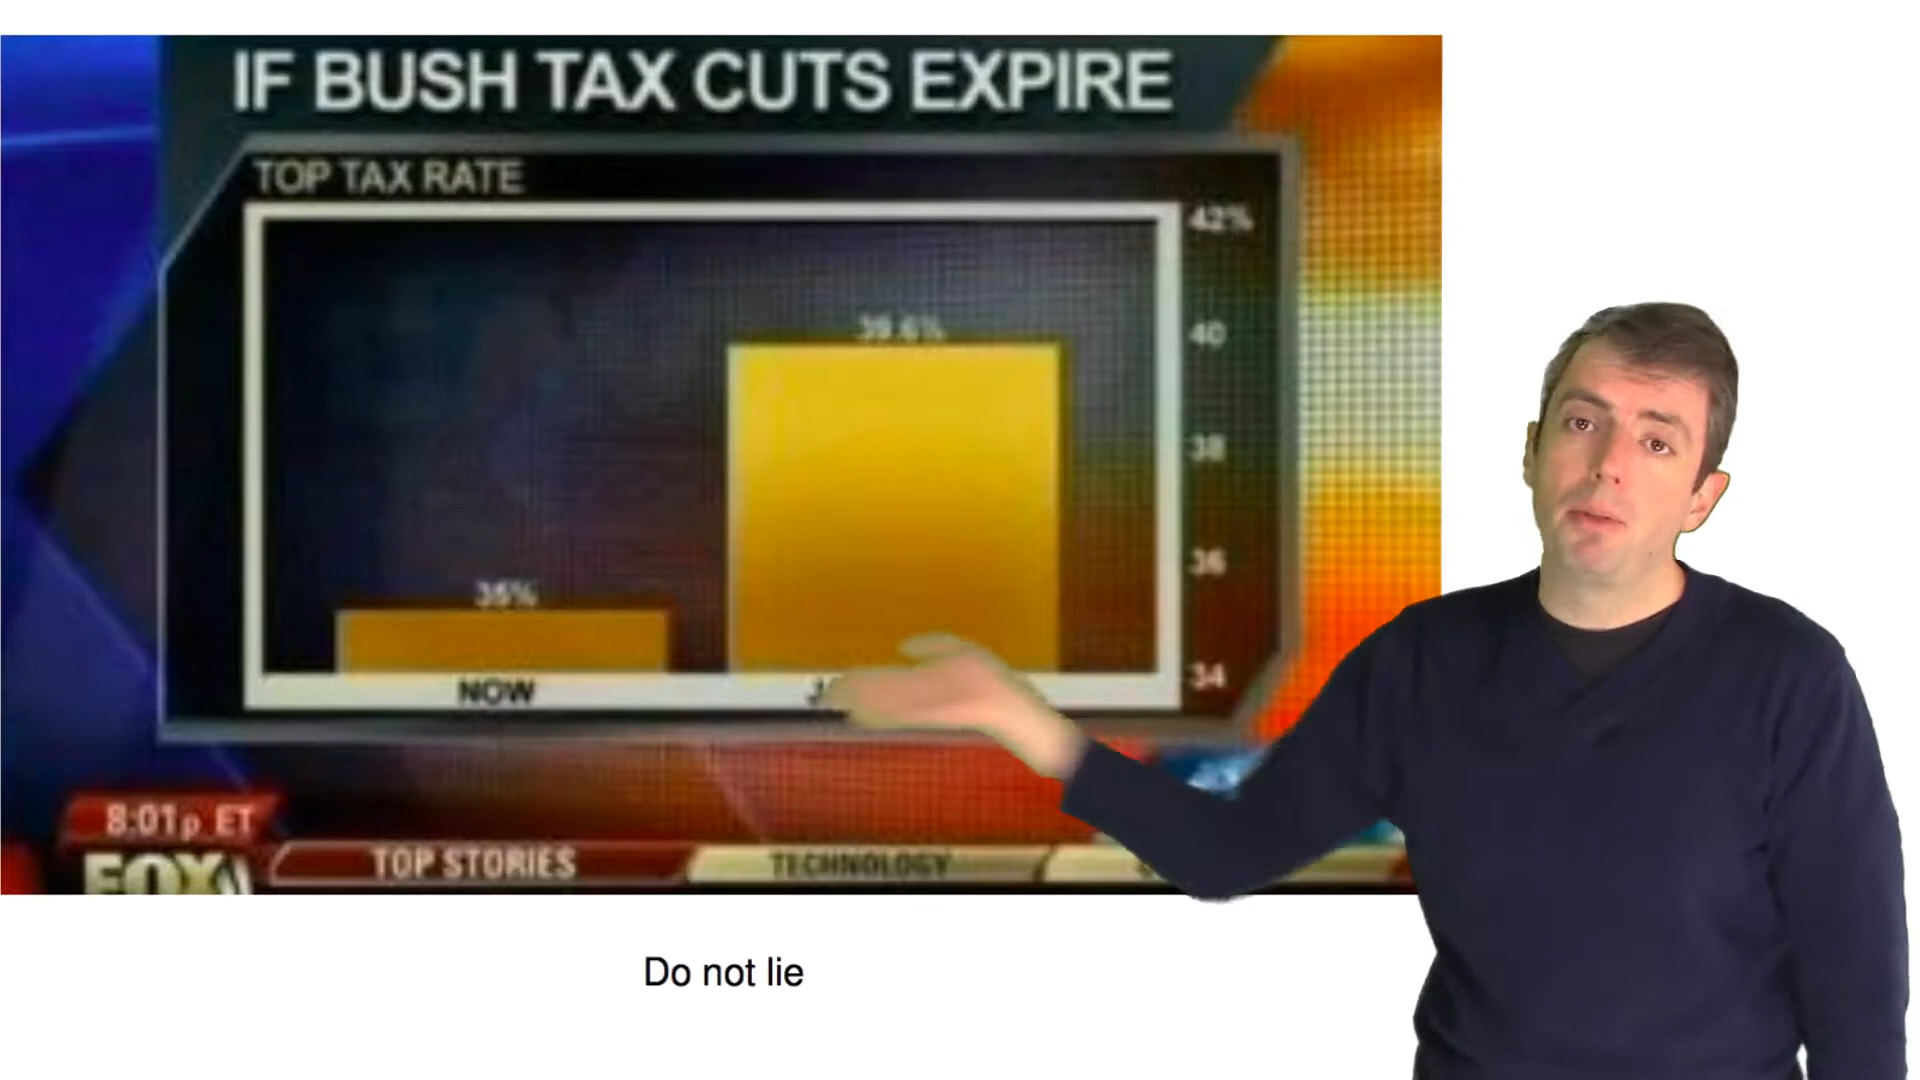 IF BUSH TAX CUTS EXPIRE
TOP TAX RATE
42%
39.6%
40
38
36
35%
34
NOW
8:01p ET
FOX
TOP STORIES
TECHNOLOGY
Do not lie